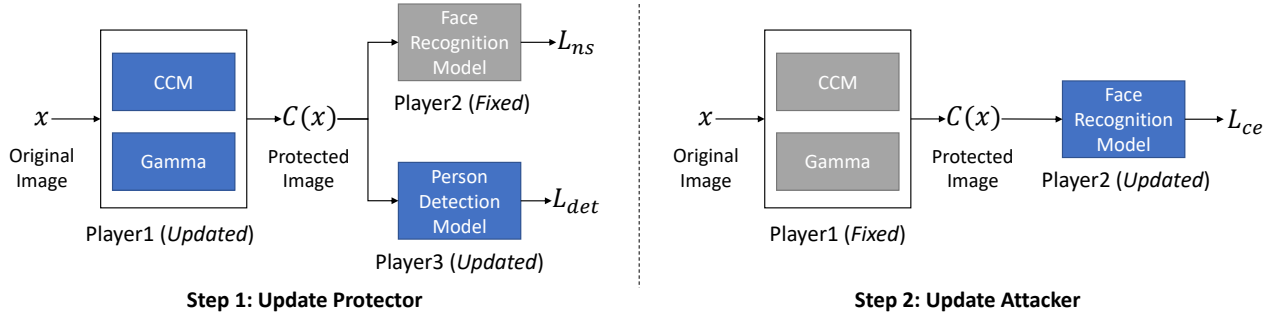 Face
Recognition
Model
L_ns
Player2 (Fixed)
CCM
Gamma
x
Original
Image
C(x)
Protected
Image
Player1 (Updated)
Person
Detection
Model
L_det
Player3 (Updated)
Step 1: Update Protector
CCM
Gamma
x
Original
Image
Player1 (Fixed)
C(x)
Protected
Image
Face
Recognition
Model
L_ce
Player2 (Updated)
Step 2: Update Attacker